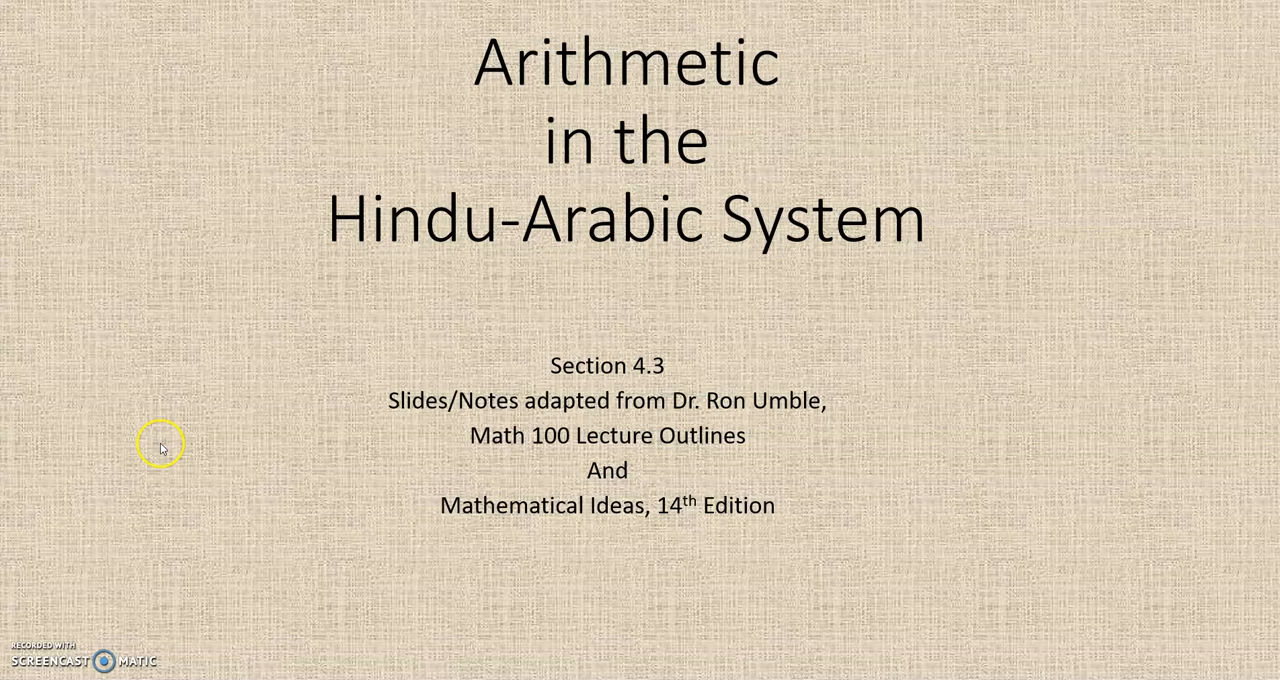 Arithmetic
in the
Hindu-Arabic System
Section 4.3
Slides/Notes adapted from Dr. Ron Umble,
Math 100 Lecture Outlines
And
Mathematical Ideas, 14th Edition
RECORDED WITH
SCREENCAST MATIC